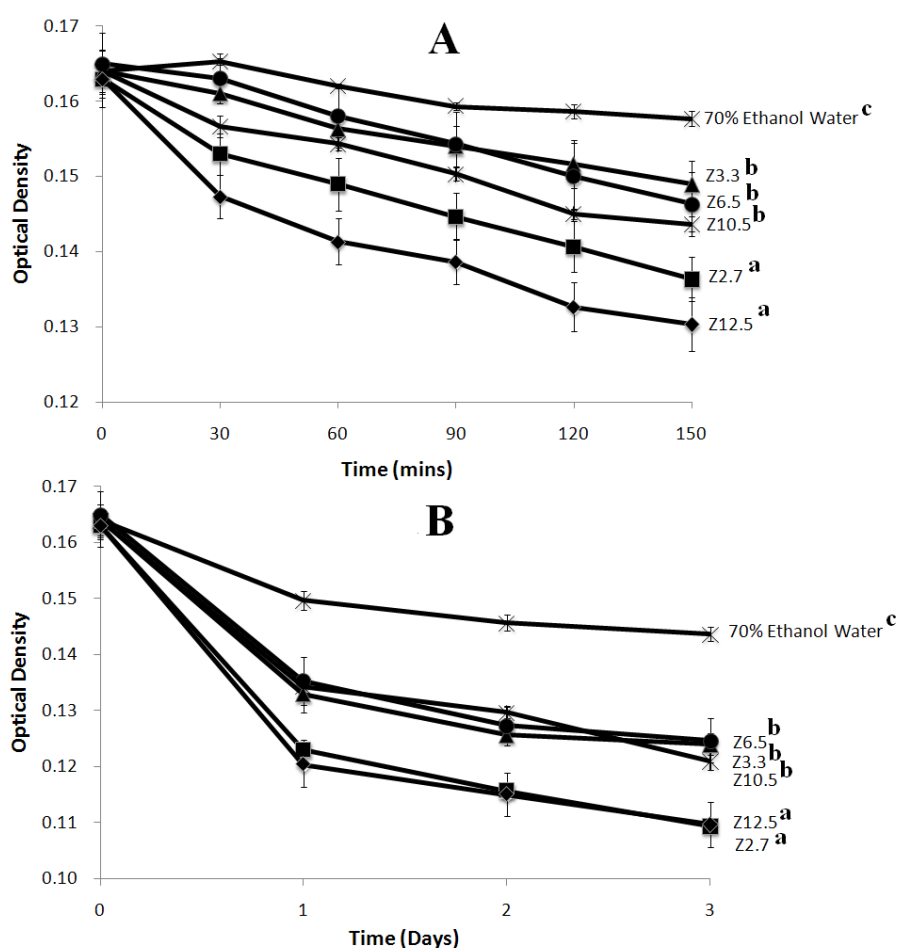 A
Optical Density
0.17
0.16
0.15
0.14
0.13
0.12
70% Ethanol Water c
Z3.3 b
Z6.5 b
Z10.5 b
Z2.7 a
Z12.5 a
0 30 60 90 120 150
Time (mins)
B
Optical Density
0.17
0.16
0.15
0.14
0.13
0.12
0.11
0.10
70% Ethanol Water c
Z6.5 b
Z3.3 b
Z10.5 b
Z12.5 a
Z2.7 a
0 1 2 3
Time (Days)